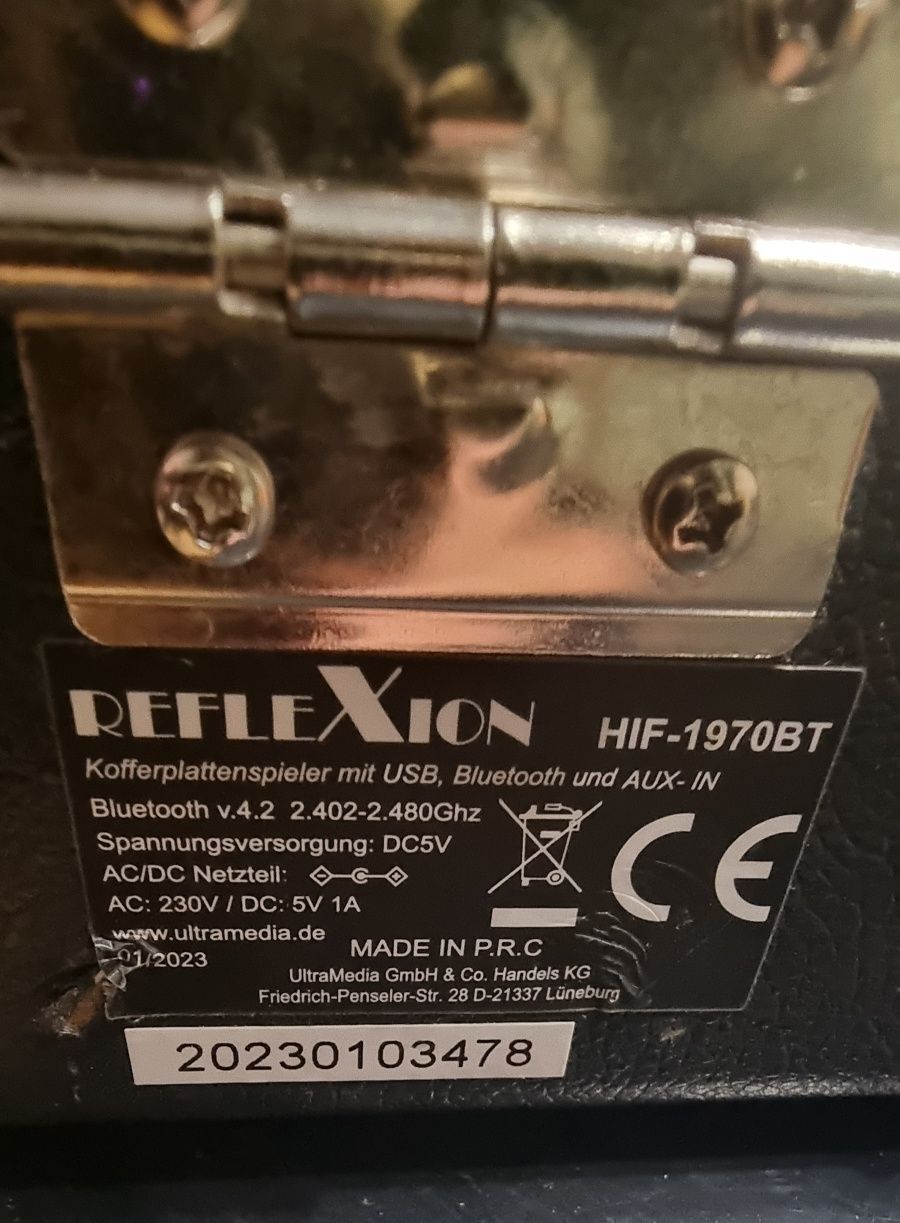 REFLEXION HIF-1970BT
Kofferplattenspieler mit USB, Bluetooth und AUX- IN
Bluetooth v.4.2 2.402-2.480Ghz
Spannungsversorgung: DC5V
AC/DC Netzteil:
AC: 230V / DC: 5V 1A
www.ultramedia.de
01/2023
CE
MADE IN P.R.C
UltraMedia GmbH & Co. Handels KG
Friedrich-Penseler-Str. 28 D-21337 Lüneburg
20230103478